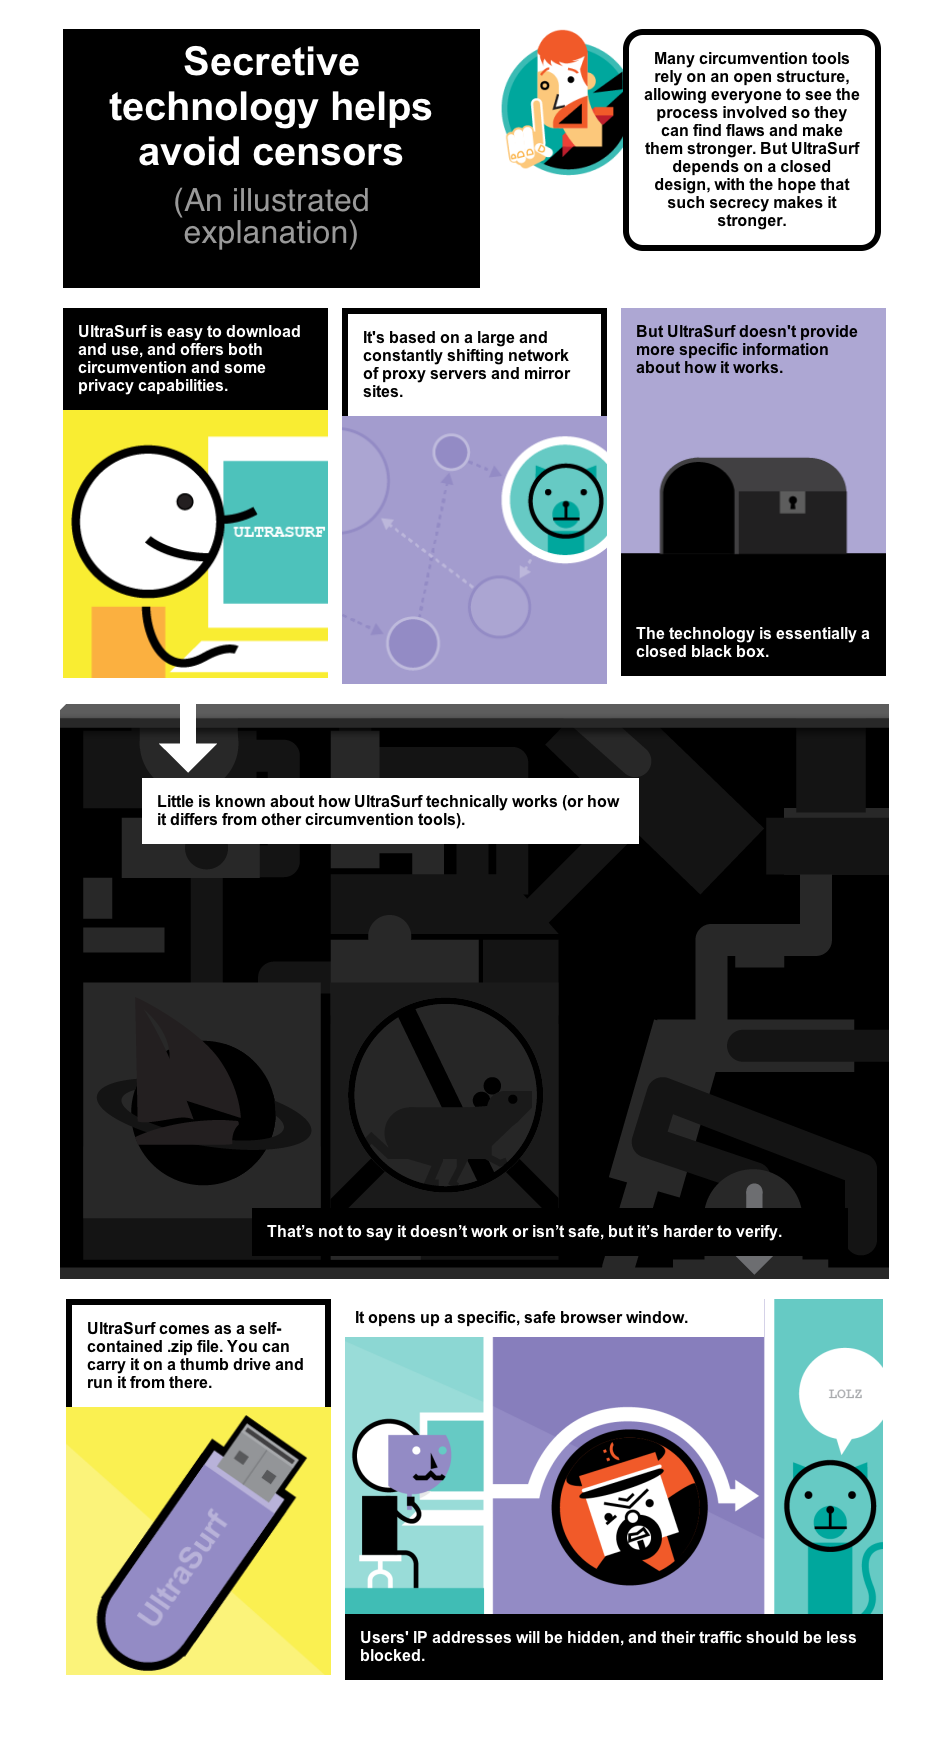 Secretive
technology helps
avoid censors
(An illustrated
explanation)
Many circumvention tools
rely on an open structure,
allowing everyone to see the
process involved so they
can find flaws and make
them stronger. But UltraSurf
depends on a closed
design, with the hope that
such secrecy makes it
stronger.
UltraSurf is easy to download
and use, and offers both
circumvention and some
privacy capabilities.
ULTRASURF
It's based on a large and
constantly shifting network
of proxy servers and mirror
sites.
But UltraSurf doesn't provide
more specific information
about how it works.
The technology is essentially a
closed black box.
Little is known about how UltraSurf technically works (or how
it differs from other circumvention tools).
That’s not to say it doesn’t work or isn’t safe, but it’s harder to verify.
UltraSurf comes as a self-
contained .zip file. You can
carry it on a thumb drive and
run it from there.
UltraSurf
It opens up a specific, safe browser window.
LOLZ
Users' IP addresses will be hidden, and their traffic should be less
blocked.